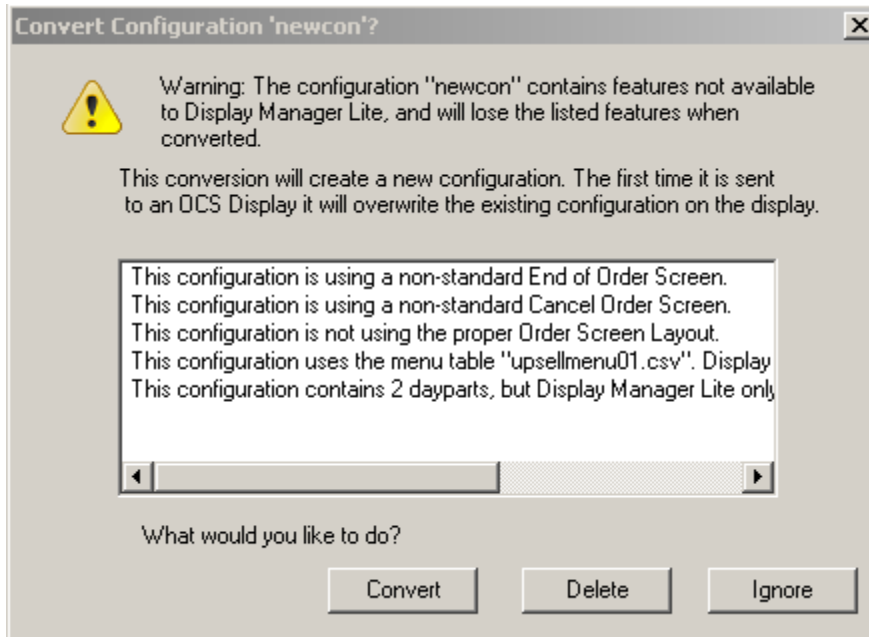 Convert Configuration 'newcon'?
Warning: The configuration "newcon" contains features not available
to Display Manager Lite, and will lose the listed features when
converted.
This conversion will create a new configuration. The first time it is sent
to an OCS Display it will overwrite the existing configuration on the display.
This configuration is using a non-standard End of Order Screen.
This configuration is using a non-standard Cancel Order Screen.
This configuration is not using the proper Order Screen Layout.
This configuration uses the menu table "upsellmenu01.csv". Display
This configuration contains 2 dayparts, but Display Manager Lite only
What would you like to do?
Convert Delete Ignore